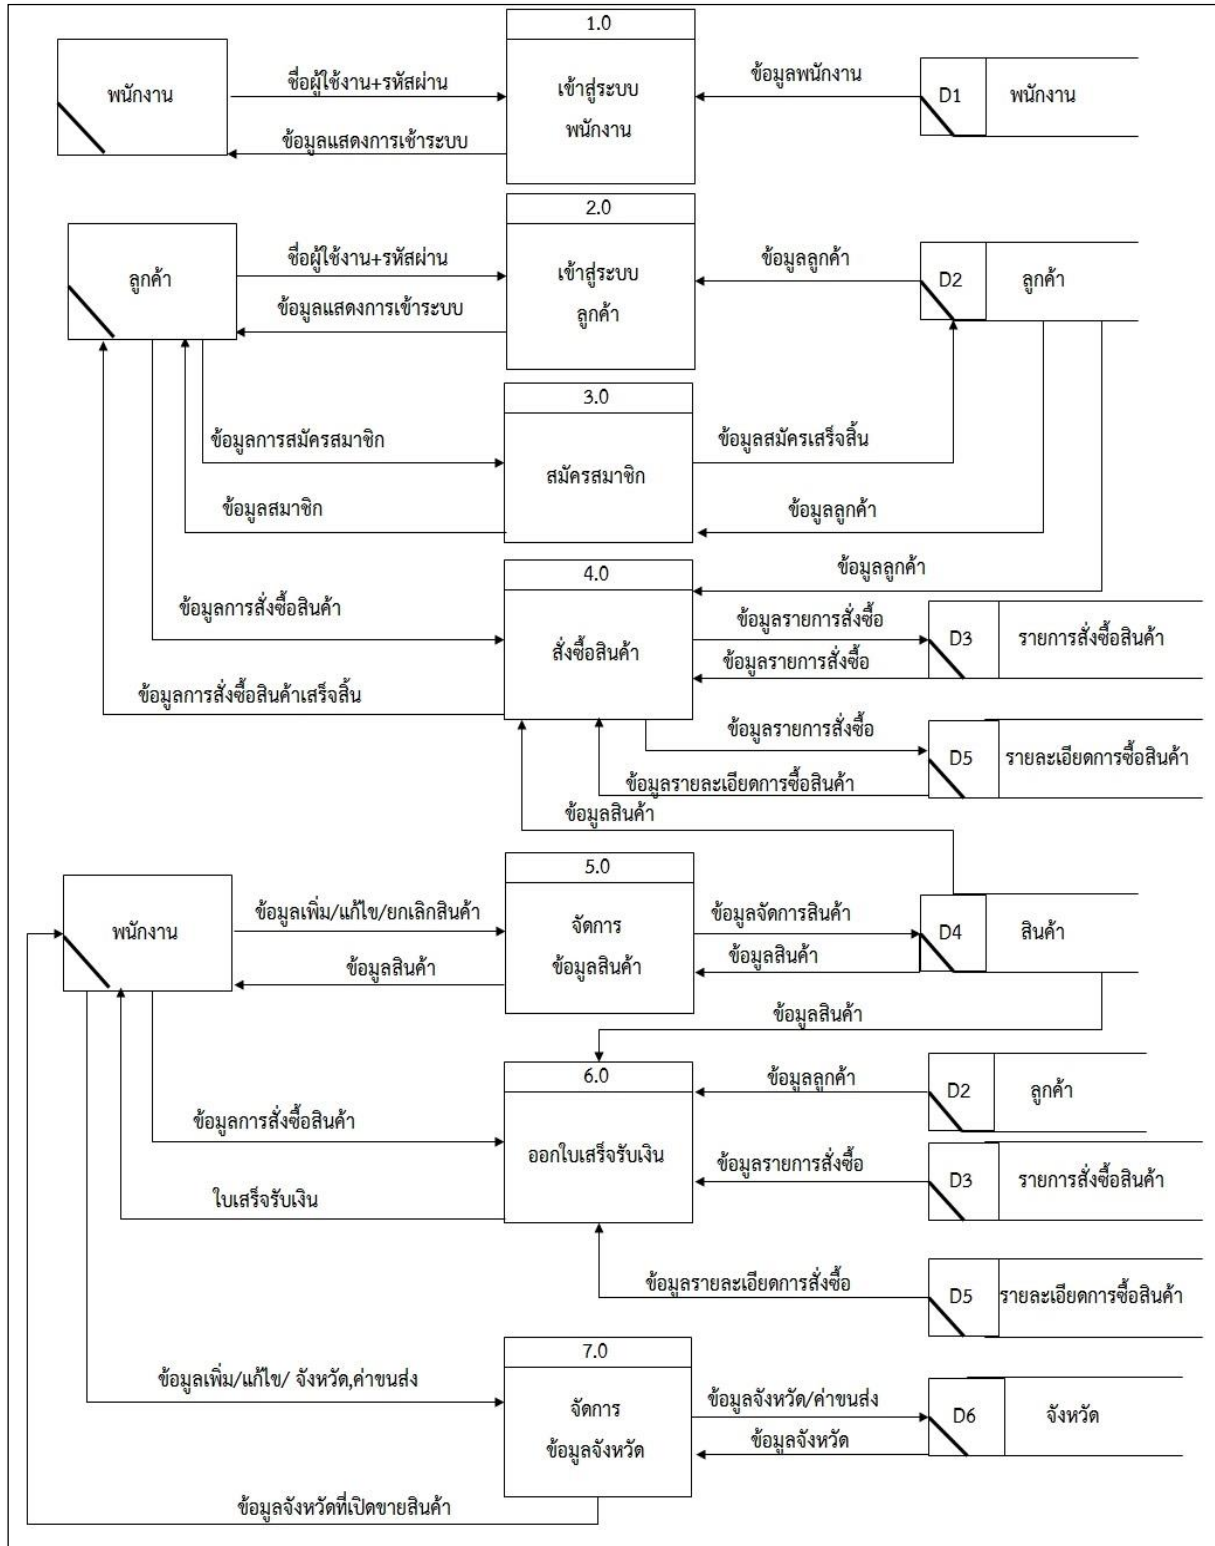 1.0
พนักงาน
ชื่อผู้ใช้งาน+รหัสผ่าน
เข้าสู่ระบบ
พนักงาน
ข้อมูลพนักงาน
D1
พนักงาน
ข้อมูลแสดงการเช้าระบบ
2.0
ลูกค้า
ชื่อผู้ใช้งาน+รหัสผ่าน
เข้าสู่ระบบ
ลูกค้า
ข้อมูลลูกค้า
D2
ลูกค้า
ข้อมูลแสดงการเข้าระบบ
3.0
ข้อมูลการสมัครสมาชิก
สมัครสมาชิก
ข้อมูลสมัครเสร็จสิ้น
ข้อมูลสมาชิก
ข้อมูลลูกค้า
4.0
ข้อมูลลูกค้า
ข้อมูลการสั่งซื้อสินค้า
สั่งซื้อสินค้า
ข้อมูลรายการสั่งซื้อ
D3
รายการสั่งซื้อสินค้า
ข้อมูลรายการสั่งซื้อ
ข้อมูลการสั่งซื้อสินค้าเสร็จสิ้น
ข้อมูลรายการสั่งซื้อ
D5
รายละเอียดการซื้อสินค้า
ข้อมูลรายละเอียดการซื้อสินค้า
ข้อมูลสินค้า
5.0
พนักงาน
ข้อมูลเพิ่ม/แก้ไข/ยกเลิกสินค้า
จัดการ
ข้อมูลสินค้า
ข้อมูลจัดการสินค้า
D4
สินค้า
ข้อมูลสินค้า
ข้อมูลสินค้า
ข้อมูลสินค้า
6.0
ข้อมูลลูกค้า
D2
ลูกค้า
ข้อมูลการสั่งซื้อสินค้า
ออกใบเสร็จรับเงิน
ข้อมูลรายการสั่งซื้อ
D3
รายการสั่งซื้อสินค้า
ใบเสร็จรับเงิน
ข้อมูลรายละเอียดการสั่งซื้อ
D5
รายละเอียดการซื้อสินค้า
7.0
ข้อมูลเพิ่ม/แก้ไข/ จังหวัด,ค่าขนส่ง
จัดการ
ข้อมูลจังหวัด
ข้อมูลจังหวัด/ค่าขนส่ง
D6
จังหวัด
ข้อมูลจังหวัด
ข้อมูลจังหวัดที่เปิดขายสินค้า